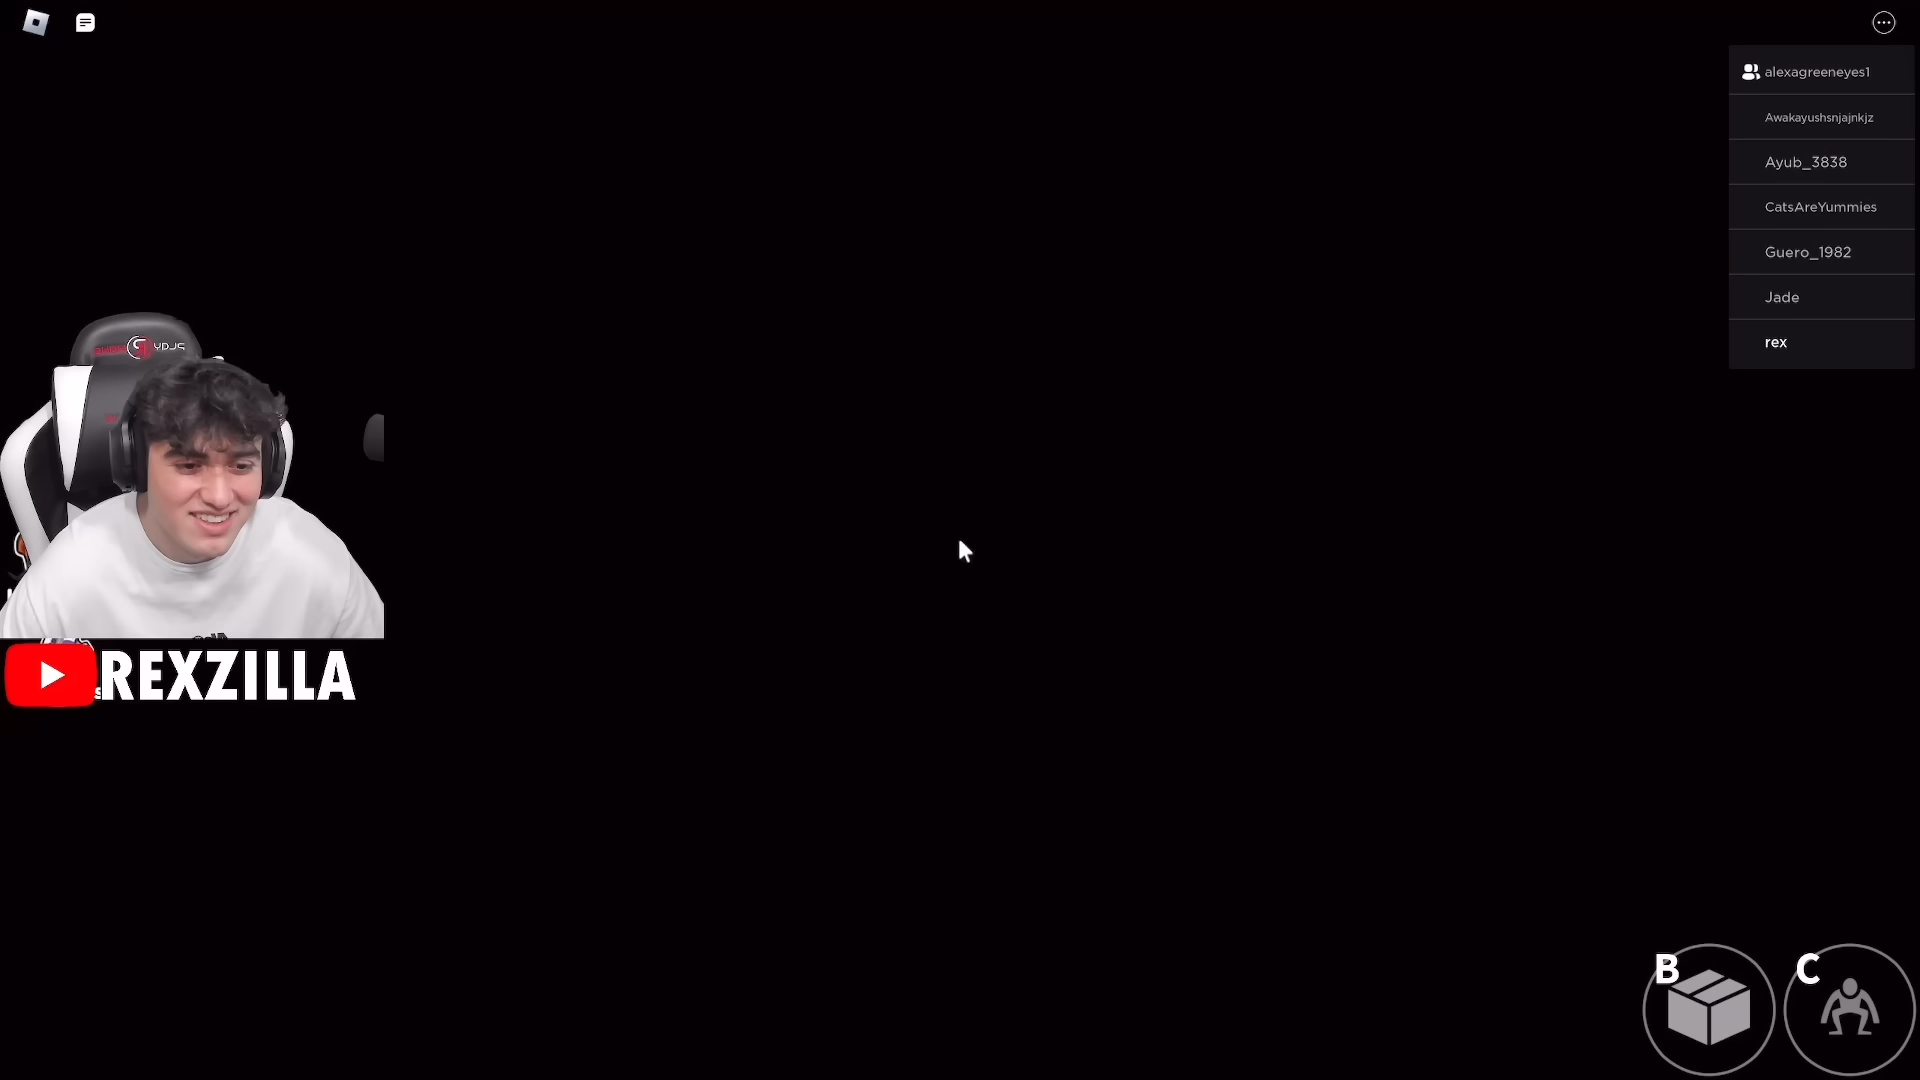 alexagreeneyes1
Awakayushsnjajnkjz
Ayub_3838
CatsAreYummies
Guero_1982
Jade
rex
REXZILLA
B
C